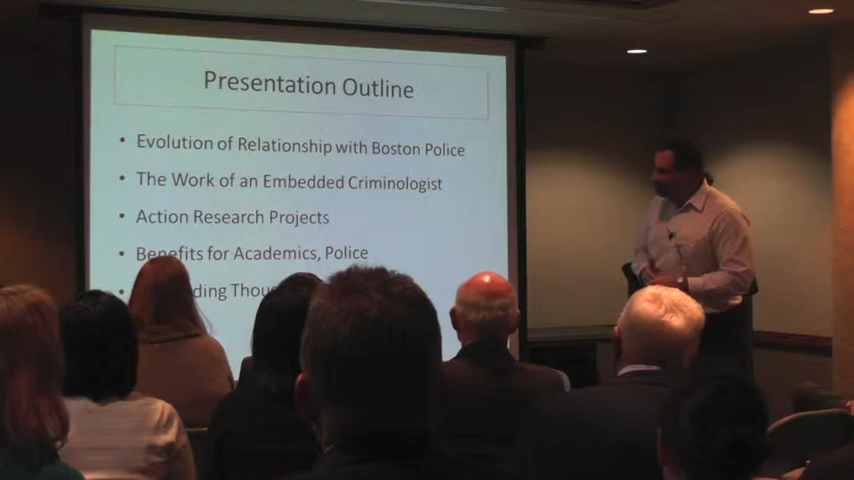 Presentation Outline
• Evolution of Relationship with Boston Police
• The Work of an Embedded Criminologist
• Action Research Projects
• Benefits for Academics, Police
•